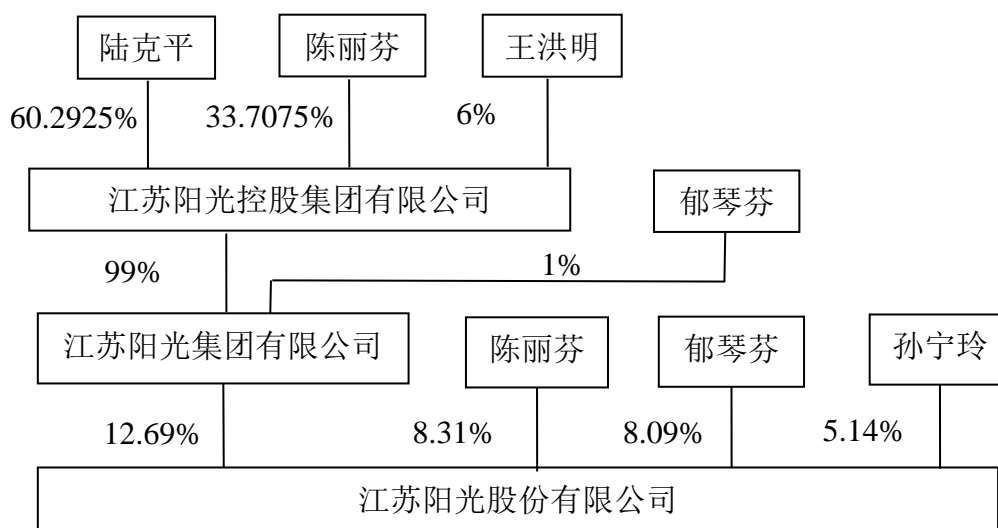 陆克平 陈丽芬 王洪明
60.2925% 33.7075% 6%
江苏阳光控股集团有限公司 郁琴芬
99% 1%
江苏阳光集团有限公司 陈丽芬 郁琴芬 孙宁玲
12.69% 8.31% 8.09% 5.14%
江苏阳光股份有限公司